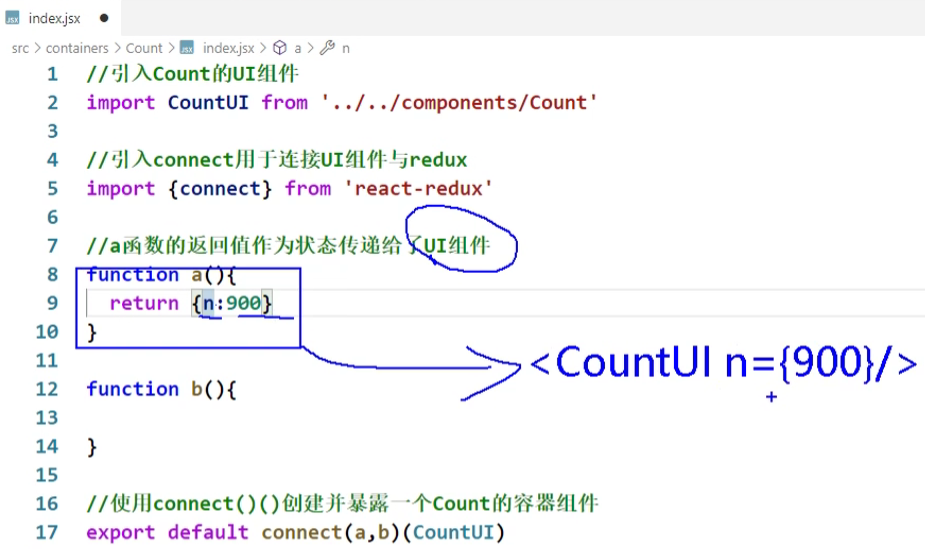 JSX index.jsx ●
src > containers > Count > JSX index.jsx > a > n
1 //引入Count的UI组件
2 import CountUI from '../../components/Count'
3
4 //引入connect用于连接UI组件与redux
5 import {connect} from 'react-redux'
6
7 //a函数的返回值作为状态传递给了UI组件
8 function a(){
9 return {n:900}
10 }
11
<CountUI n={900}/>
12 function b(){
13
14 }
15
16 //使用connect()()创建并暴露一个Count的容器组件
17 export default connect(a,b)(CountUI)